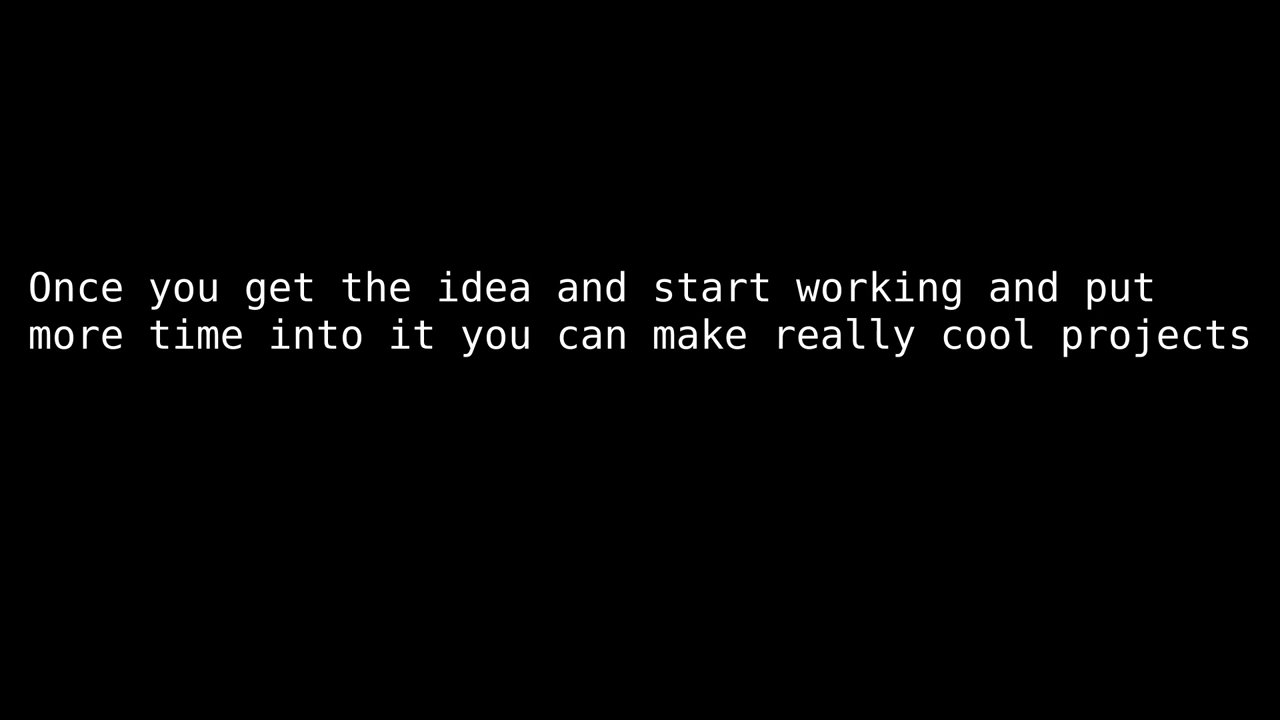 Once you get the idea and start working and put
more time into it you can make really cool projects